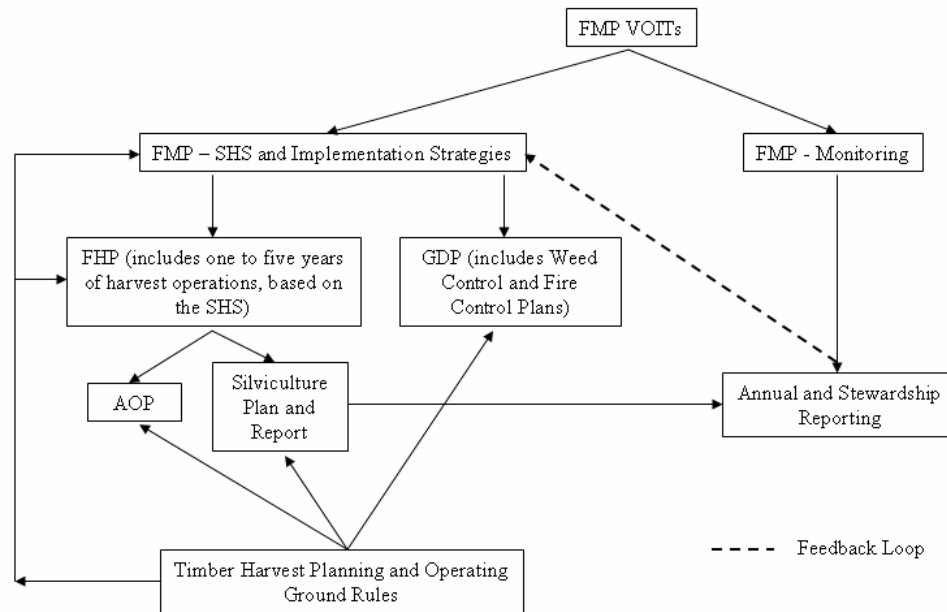 FMP VOITs
FMP – SHS and Implementation Strategies
FMP - Monitoring
FHP (includes one to five years
of harvest operations, based on
the SHS)
GDP (includes Weed
Control and Fire
Control Plans)
AOP
Silviculture
Plan and
Report
Annual and Stewardship
Reporting
Feedback Loop
Timber Harvest Planning and Operating
Ground Rules